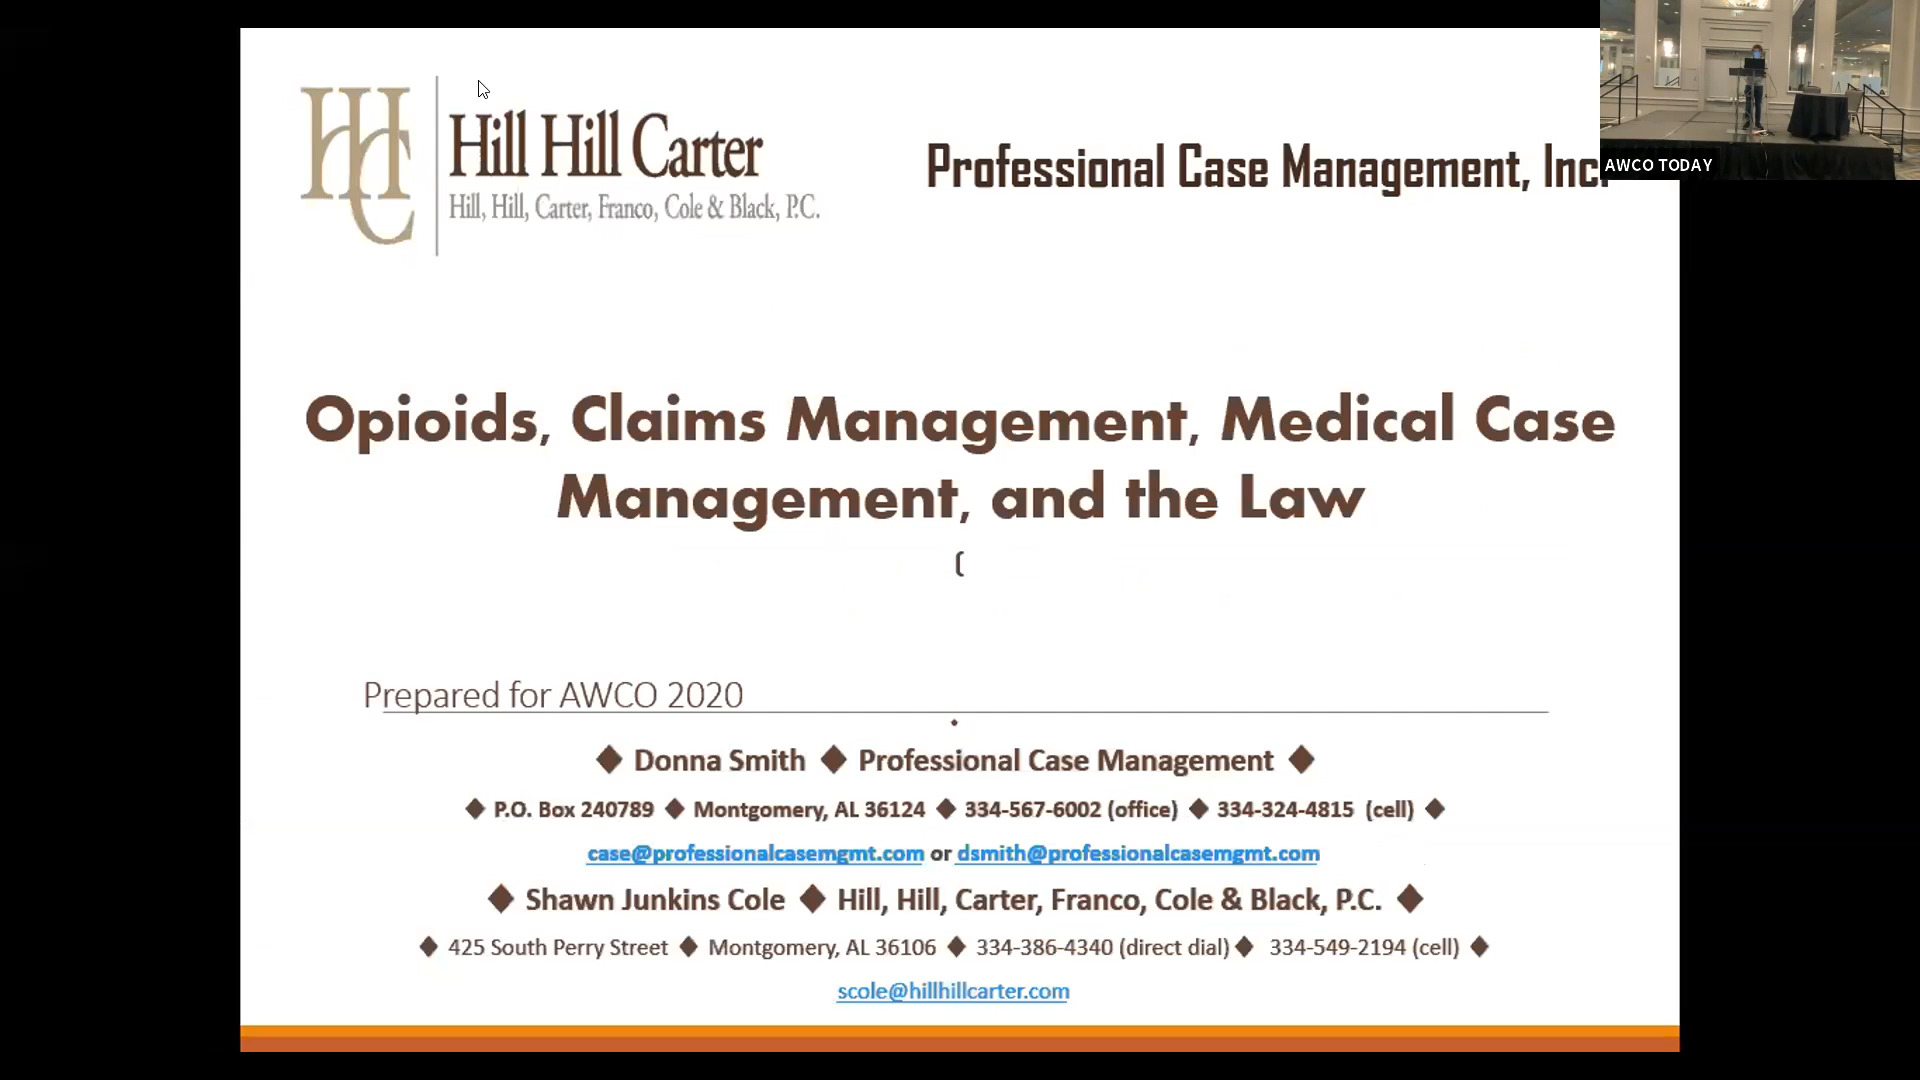 HHC
Hill Hill Carter
Hill, Hill, Carter, Franco, Cole & Black, P.C.
Professional Case Management, Inc.
AWCO TODAY
Opioids, Claims Management, Medical Case
Management, and the Law
(
Prepared for AWCO 2020
◆ Donna Smith ◆ Professional Case Management ◆
◆ P.O. Box 240789 ◆ Montgomery, AL 36124 ◆ 334-567-6002 (office) ◆ 334-324-4815 (cell) ◆
case@professionalcasemgmt.com or dsmith@professionalcasemgmt.com
◆ Shawn Junkins Cole ◆ Hill, Hill, Carter, Franco, Cole & Black, P.C. ◆
◆ 425 South Perry Street ◆ Montgomery, AL 36106 ◆ 334-386-4340 (direct dial) ◆ 334-549-2194 (cell) ◆
scole@hillhillcarter.com